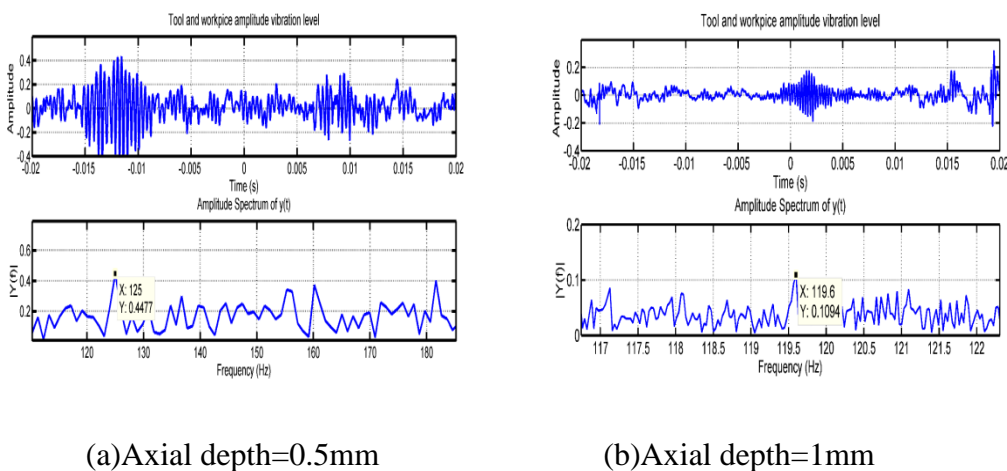 Tool and workpice amplitude vibration level
Amplitude
0.4
0.2
0
-0.2
-0.4
-0.02 -0.015 -0.01 -0.005 0 0.005 0.01 0.015 0.02
Time (s)
Amplitude Spectrum of y(t)
|Y(f)|
0.6
0.4
0.2
X: 125
Y: 0.4477
120 130 140 150 160 170 180
Frequency (Hz)
(a)Axial depth=0.5mm
Tool and workpice amplitude vibration level
Amplitude
0.2
0
-0.2
-0.4
-0.02 -0.015 -0.01 -0.005 0 0.005 0.01 0.015 0.02
Time (s)
Amplitude Spectrum of y(t)
|Y(f)|
0.2
0.1
0
X: 119.6
Y: 0.1094
117 117.5 118 118.5 119 119.5 120 120.5 121 121.5 122
Frequency (Hz)
(b)Axial depth=1mm